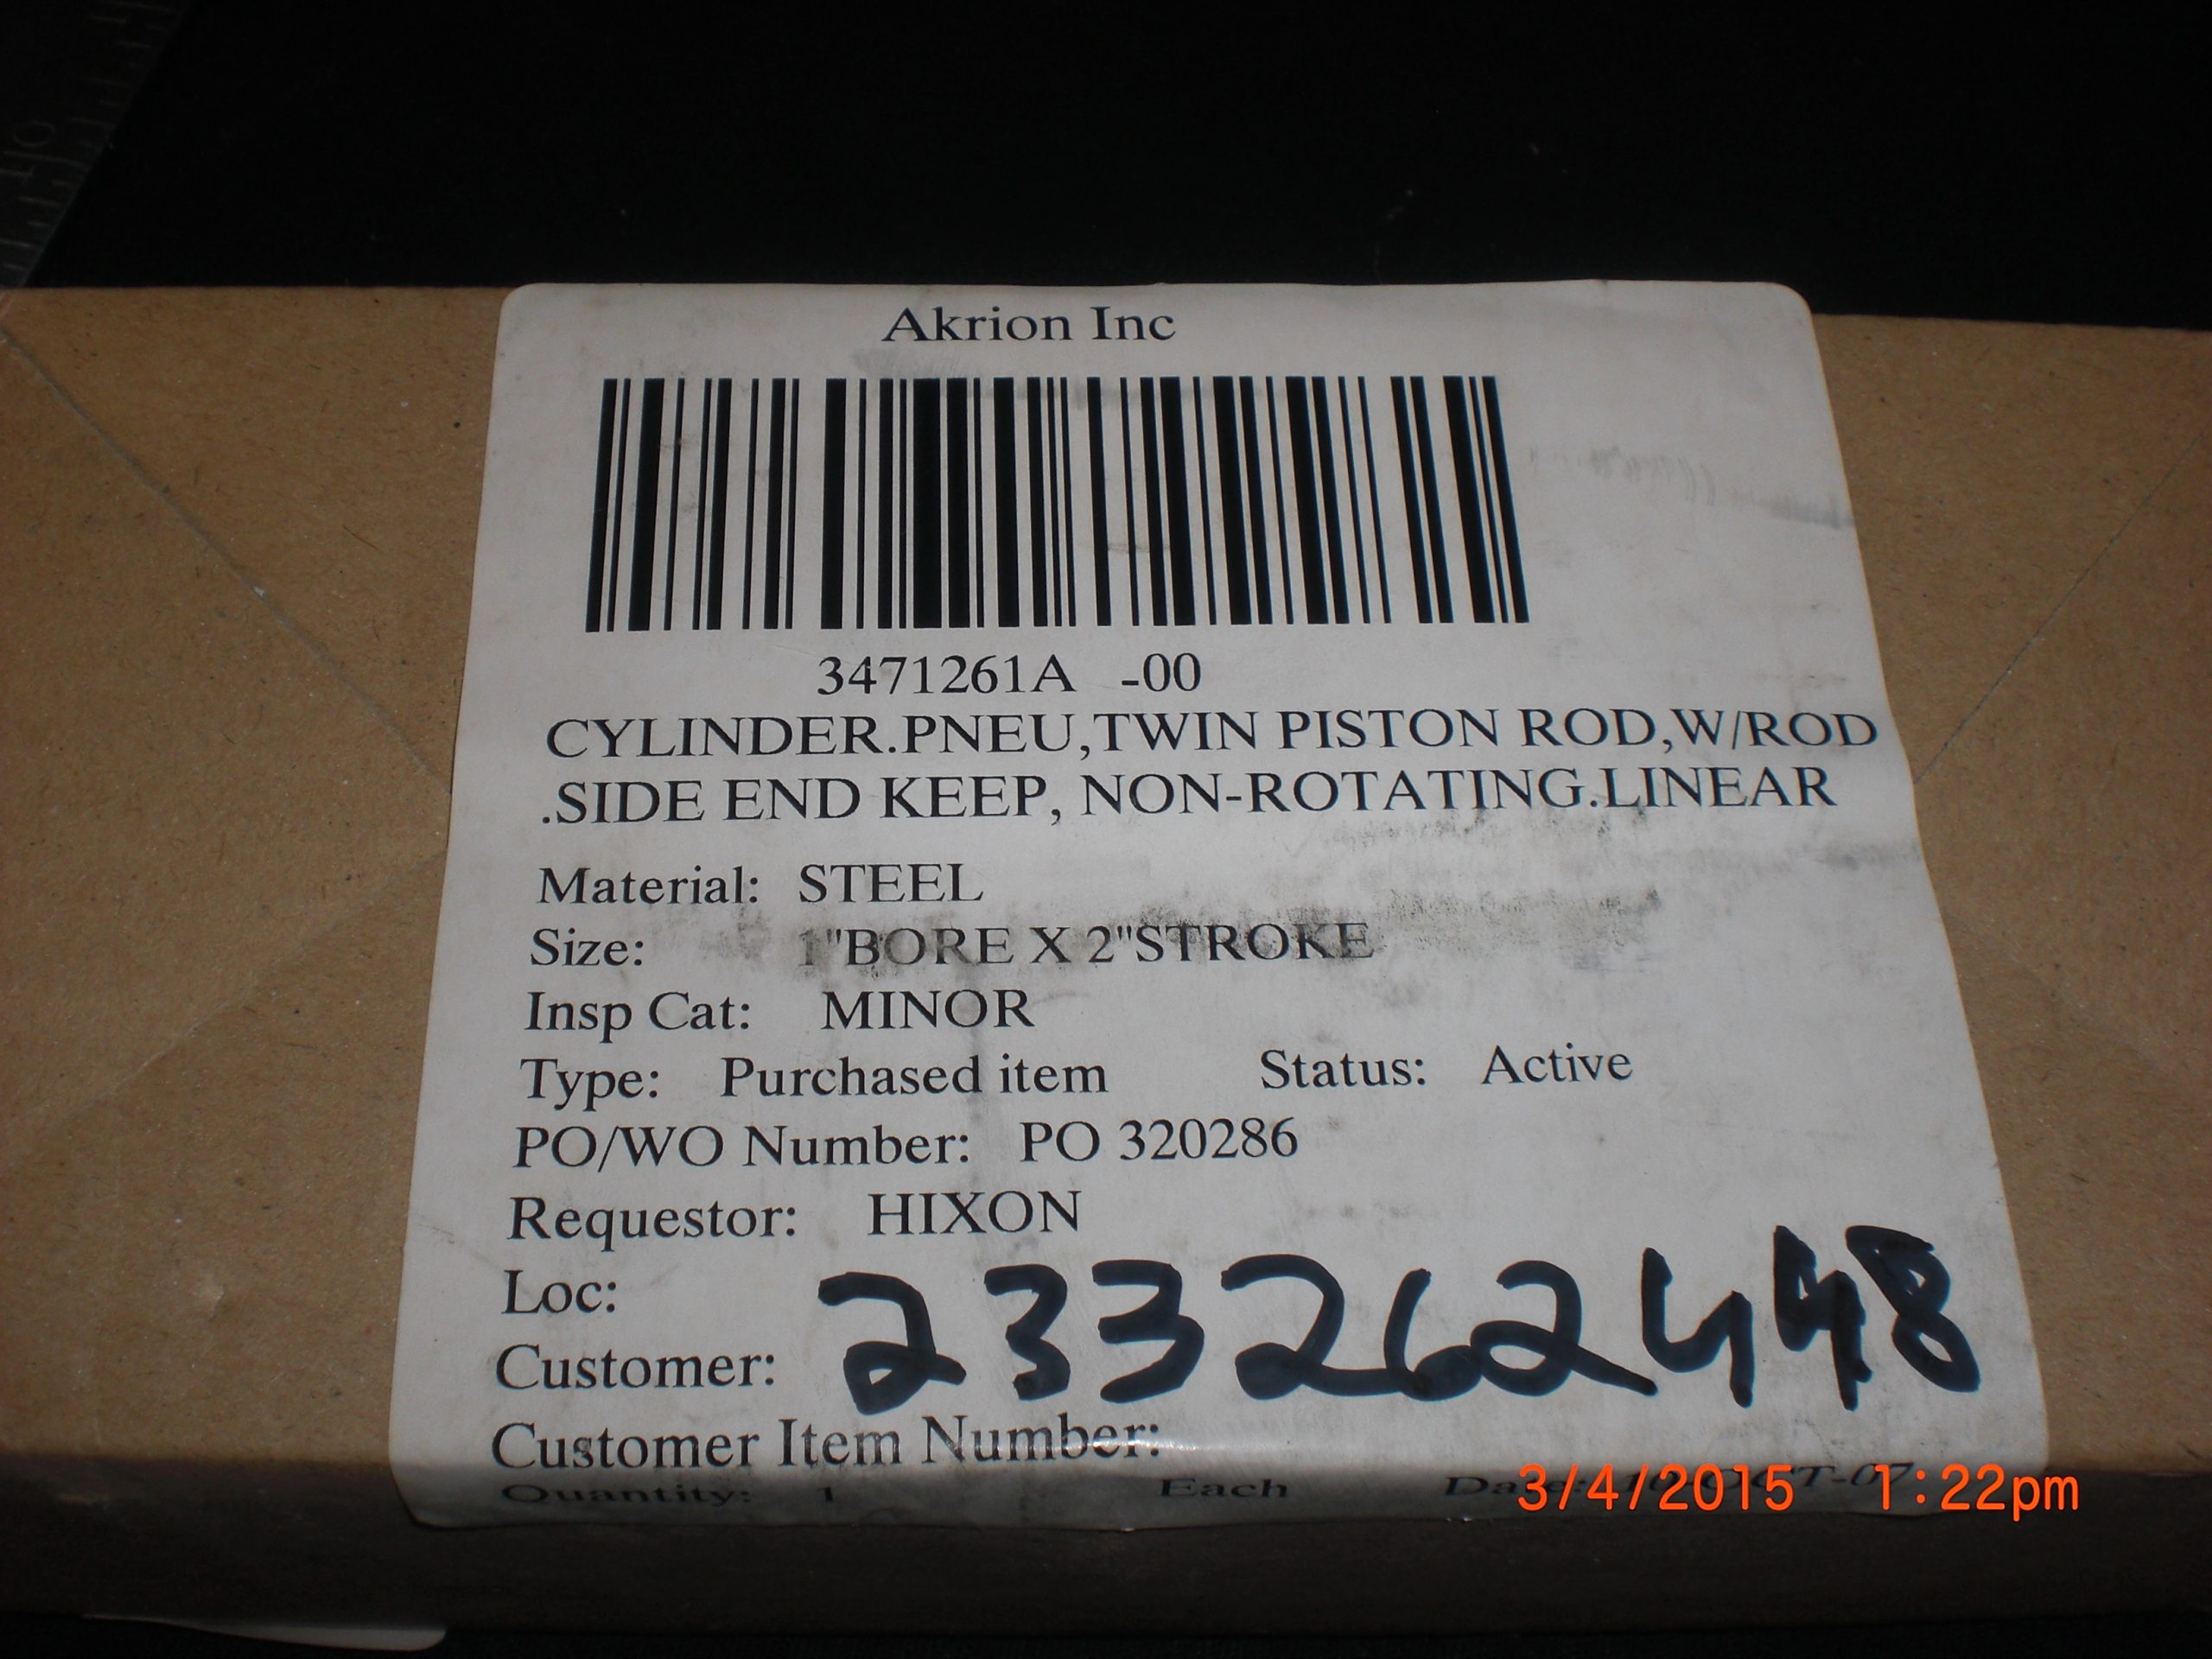 Akrion Inc
3471261A -00
CYLINDER.PNEU,TWIN PISTON ROD,W/ROD
.SIDE END KEEP, NON-ROTATING.LINEAR
Material: STEEL
Size: 1"BORE X 2"STROKE
Insp Cat: MINOR
Type: Purchased item Status: Active
PO/WO Number: PO 320286
Requestor: HIXON
Loc:
233262448
Customer:
Customer Item Number:
Quantity: 1 Each
3/4/2015 1:22pm